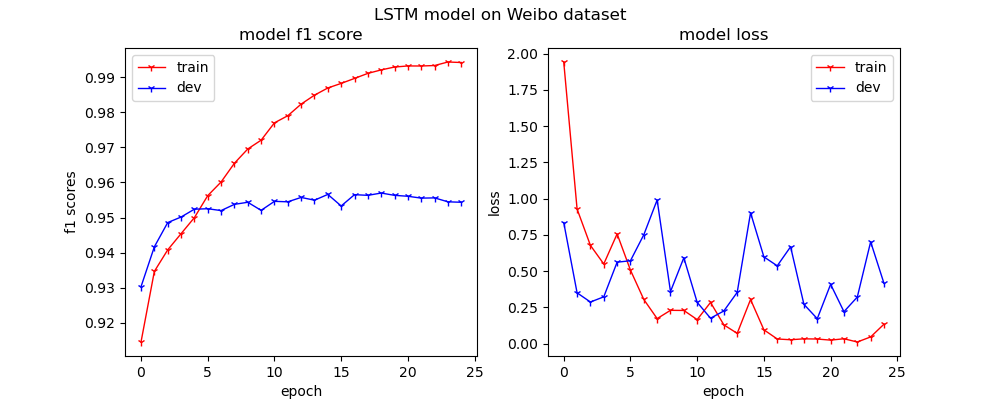 LSTM model on Weibo dataset
model f1 score
train
dev
f1 scores
0.99
0.98
0.97
0.96
0.95
0.94
0.93
0.92
0 5 10 15 20 25
epoch
model loss
train
dev
loss
2.00
1.75
1.50
1.25
1.00
0.75
0.50
0.25
0.00
0 5 10 15 20 25
epoch